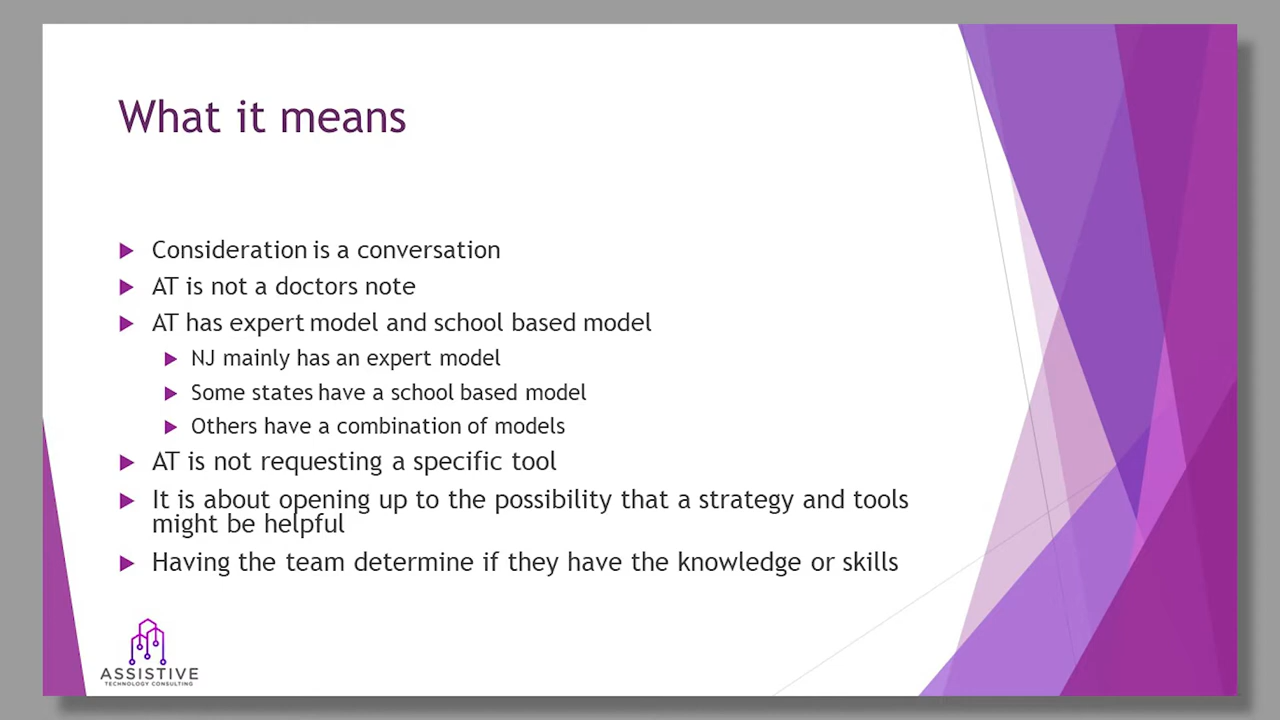 What it means
Consideration is a conversation
AT is not a doctors note
AT has expert model and school based model
NJ mainly has an expert model
Some states have a school based model
Others have a combination of models
AT is not requesting a specific tool
It is about opening up to the possibility that a strategy and tools
might be helpful
Having the team determine if they have the knowledge or skills
ASSISTIVE
TECHNOLOGY CONSULTING